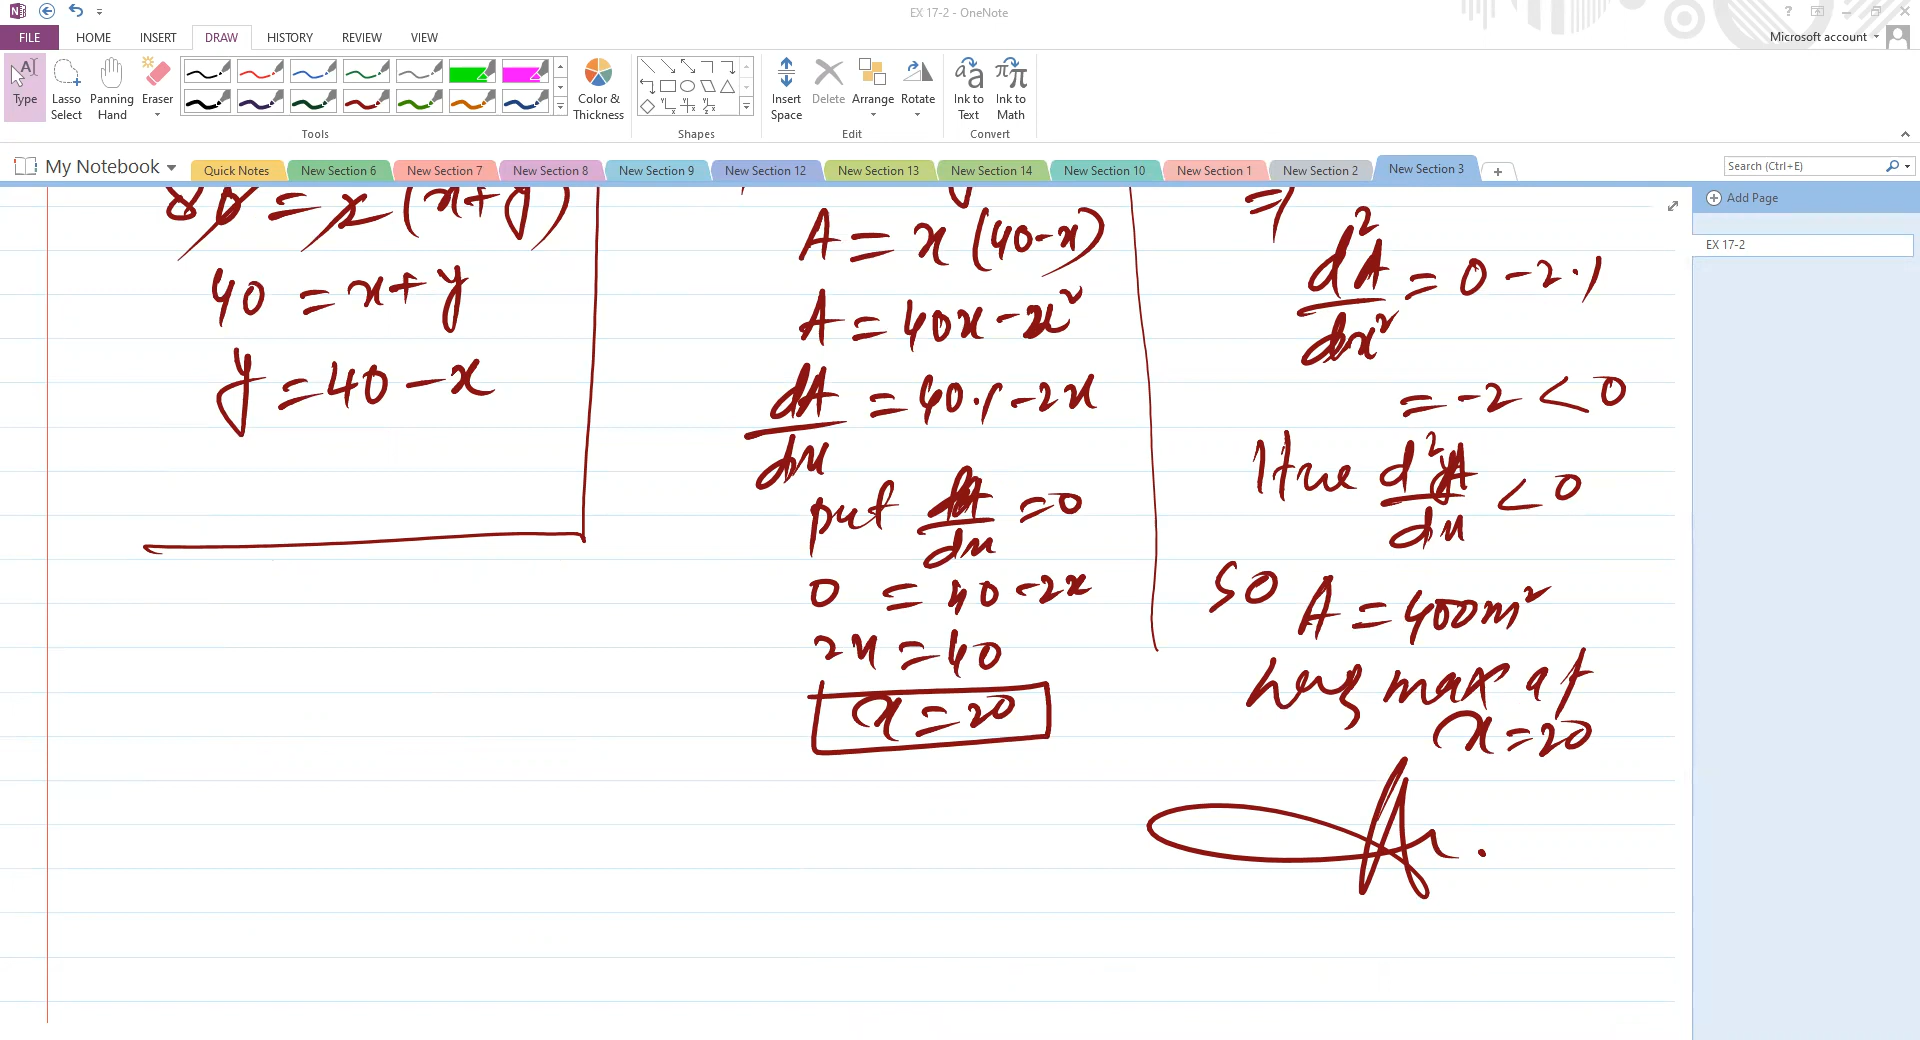 EX 17-2 - OneNote
FILE HOME INSERT DRAW HISTORY REVIEW VIEW
Microsoft account
Type
Lasso Select
Panning Hand
Eraser
Color & Thickness
Insert Space
Delete
Arrange
Rotate
Ink to Text
Ink to Math
Tools
Shapes
Edit
Convert
My Notebook
Quick Notes
New Section 6
New Section 7
New Section 8
New Section 9
New Section 12
New Section 13
New Section 14
New Section 10
New Section 1
New Section 2
New Section 3
Search (Ctrl+E)
Add Page
EX 17-2
80 = 2 (x+y)
40 = x+y
y = 40 - x
A = x (40-x)
A = 40x - x²
dA/dx = 40·1 - 2x
put dA/dx = 0
0 = 40 - 2x
2x = 40
x = 20
⇒
d²A/dx² = 0 - 2·1
= -2 < 0
d²A/dx < 0
so A = 400m²
has max at
x = 20